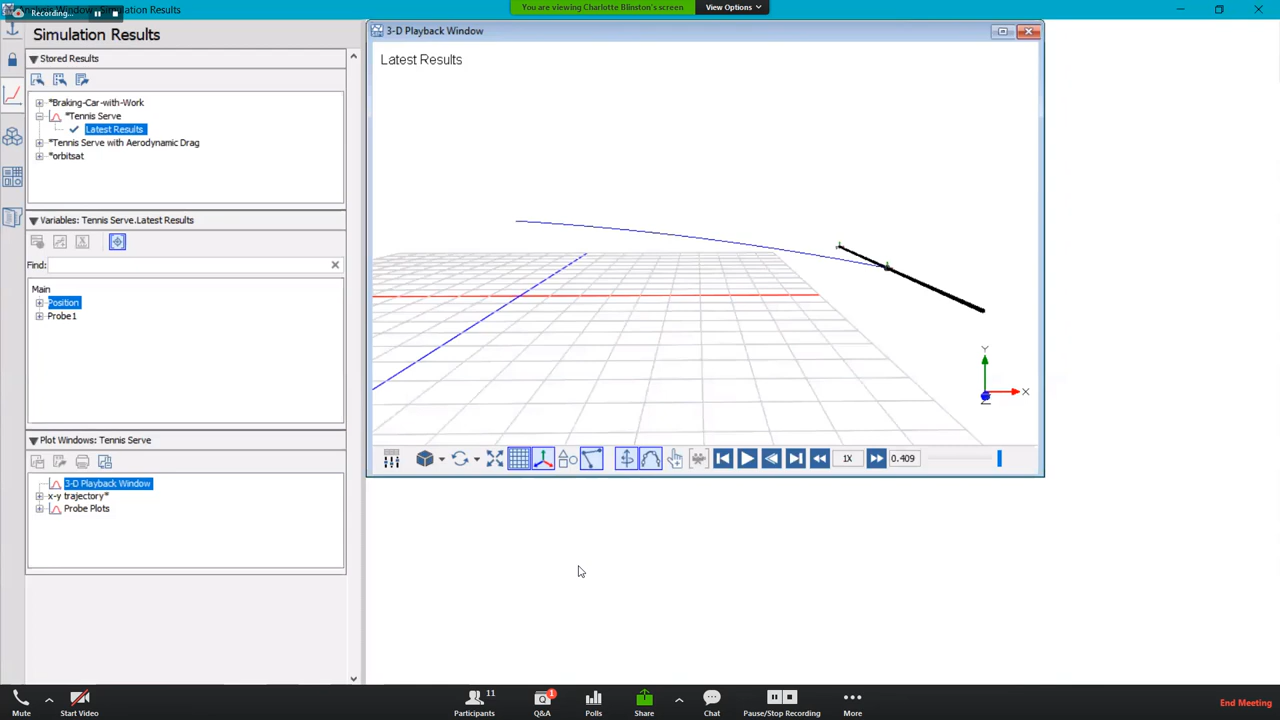 Recording...
Simulation Results
You are viewing Charlotte Blinston's screen
View Options
Simulation Results
Stored Results
*Braking-Car-with-Work
*Tennis Serve
Latest Results
*Tennis Serve with Aerodynamic Drag
*orbitsat
Variables: Tennis Serve.Latest Results
Find:
Main
Position
Probe1
Plot Windows: Tennis Serve
3-D Playback Window
x-y trajectory*
Probe Plots
3-D Playback Window
Latest Results
Y
X
Z
1X
0.409
Mute
Start Video
Participants
11
Q&A
1
Polls
Share
Chat
Pause/Stop Recording
More
End Meeting